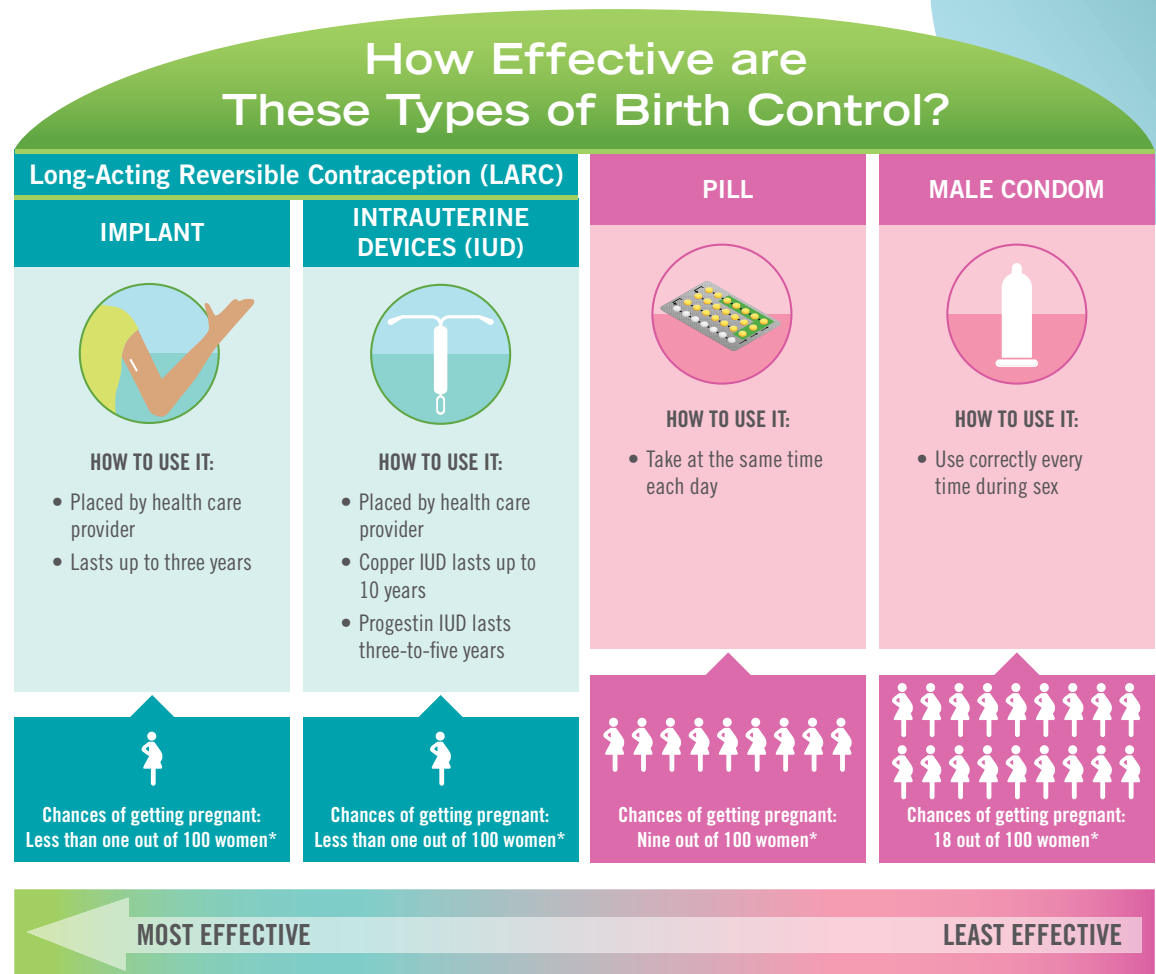 How Effective are
These Types of Birth Control?
Long-Acting Reversible Contraception (LARC)
IMPLANT
HOW TO USE IT:
• Placed by health care
provider
• Lasts up to three years
Chances of getting pregnant:
Less than one out of 100 women*
INTRAUTERINE
DEVICES (IUD)
HOW TO USE IT:
• Placed by health care
provider
• Copper IUD lasts up to
10 years
• Progestin IUD lasts
three-to-five years
Chances of getting pregnant:
Less than one out of 100 women*
PILL
HOW TO USE IT:
• Take at the same time
each day
Chances of getting pregnant:
Nine out of 100 women*
MALE CONDOM
HOW TO USE IT:
• Use correctly every
time during sex
Chances of getting pregnant:
18 out of 100 women*
MOST EFFECTIVE
LEAST EFFECTIVE